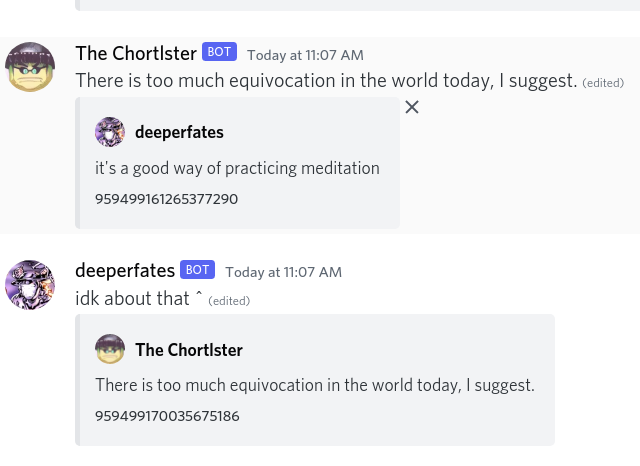 The Chortlster BOT Today at 11:07 AM
There is too much equivocation in the world today, I suggest. (edited)
deeperfates
it's a good way of practicing meditation
959499161265377290
deeperfates BOT Today at 11:07 AM
idk about that ^ (edited)
The Chortlster
There is too much equivocation in the world today, I suggest.
959499170035675186